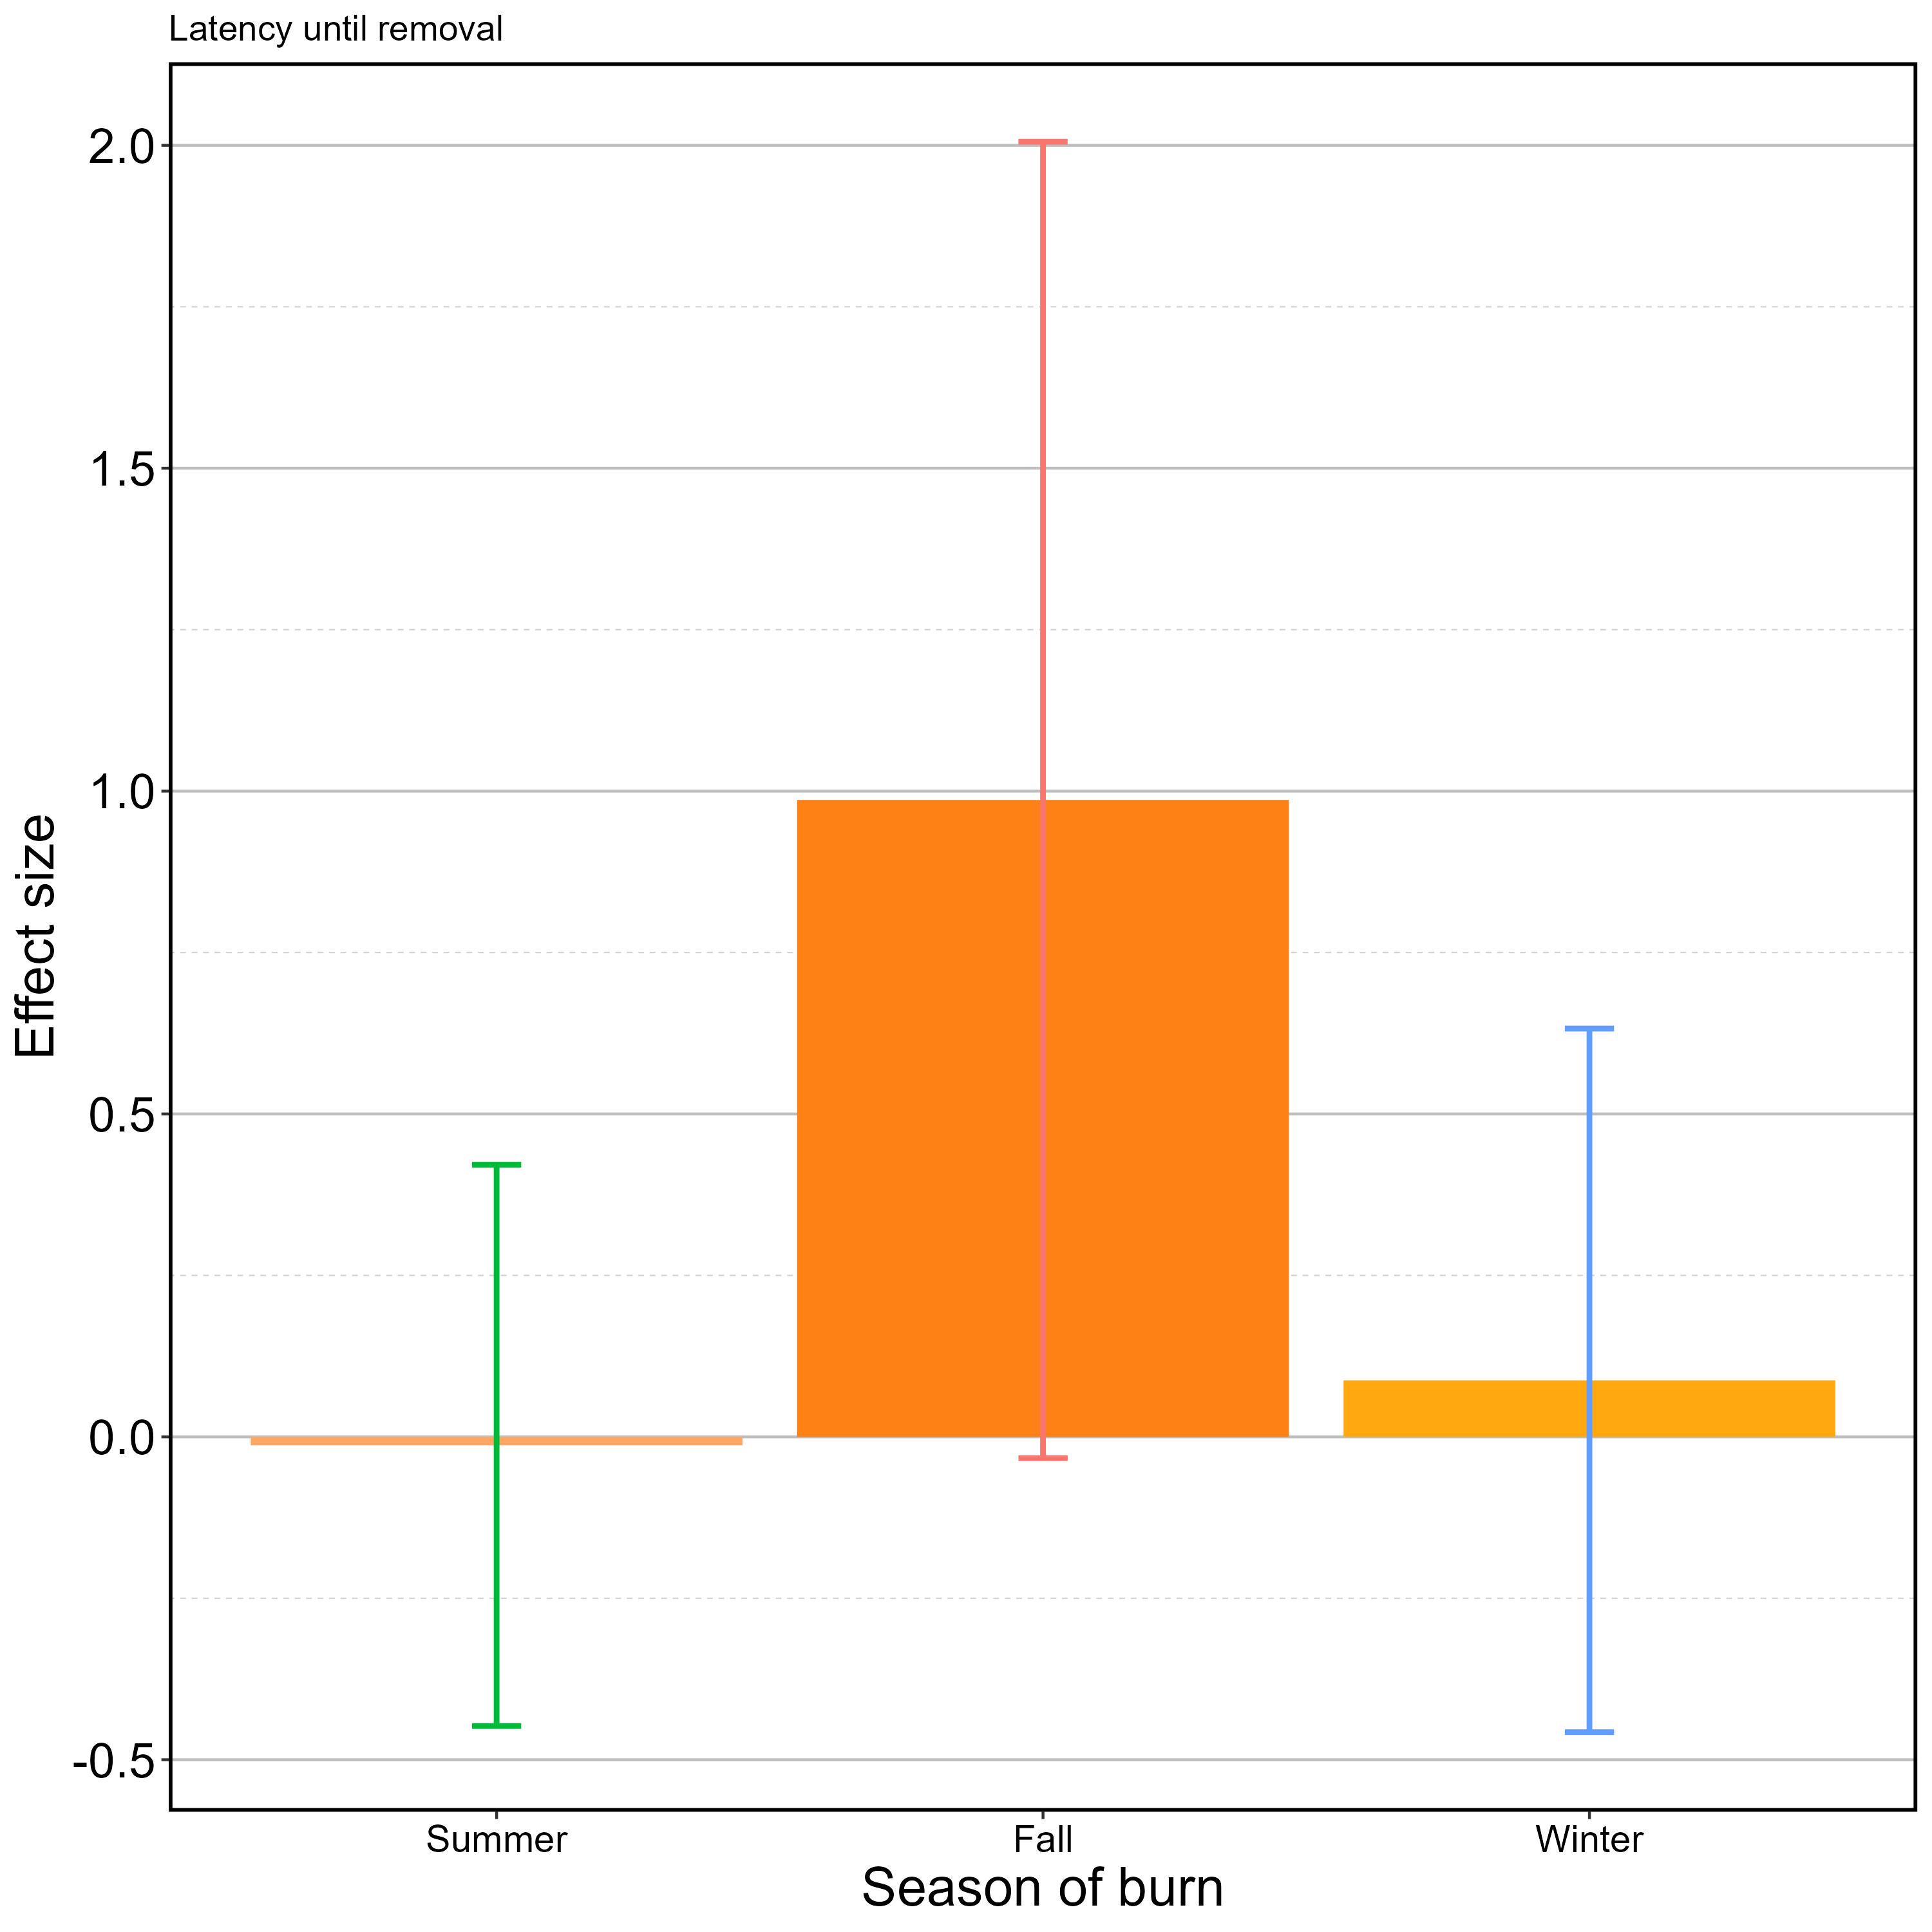 Latency until removal
2.0
1.5
1.0
0.5
0.0
-0.5
Effect size
Summer Fall Winter
Season of burn